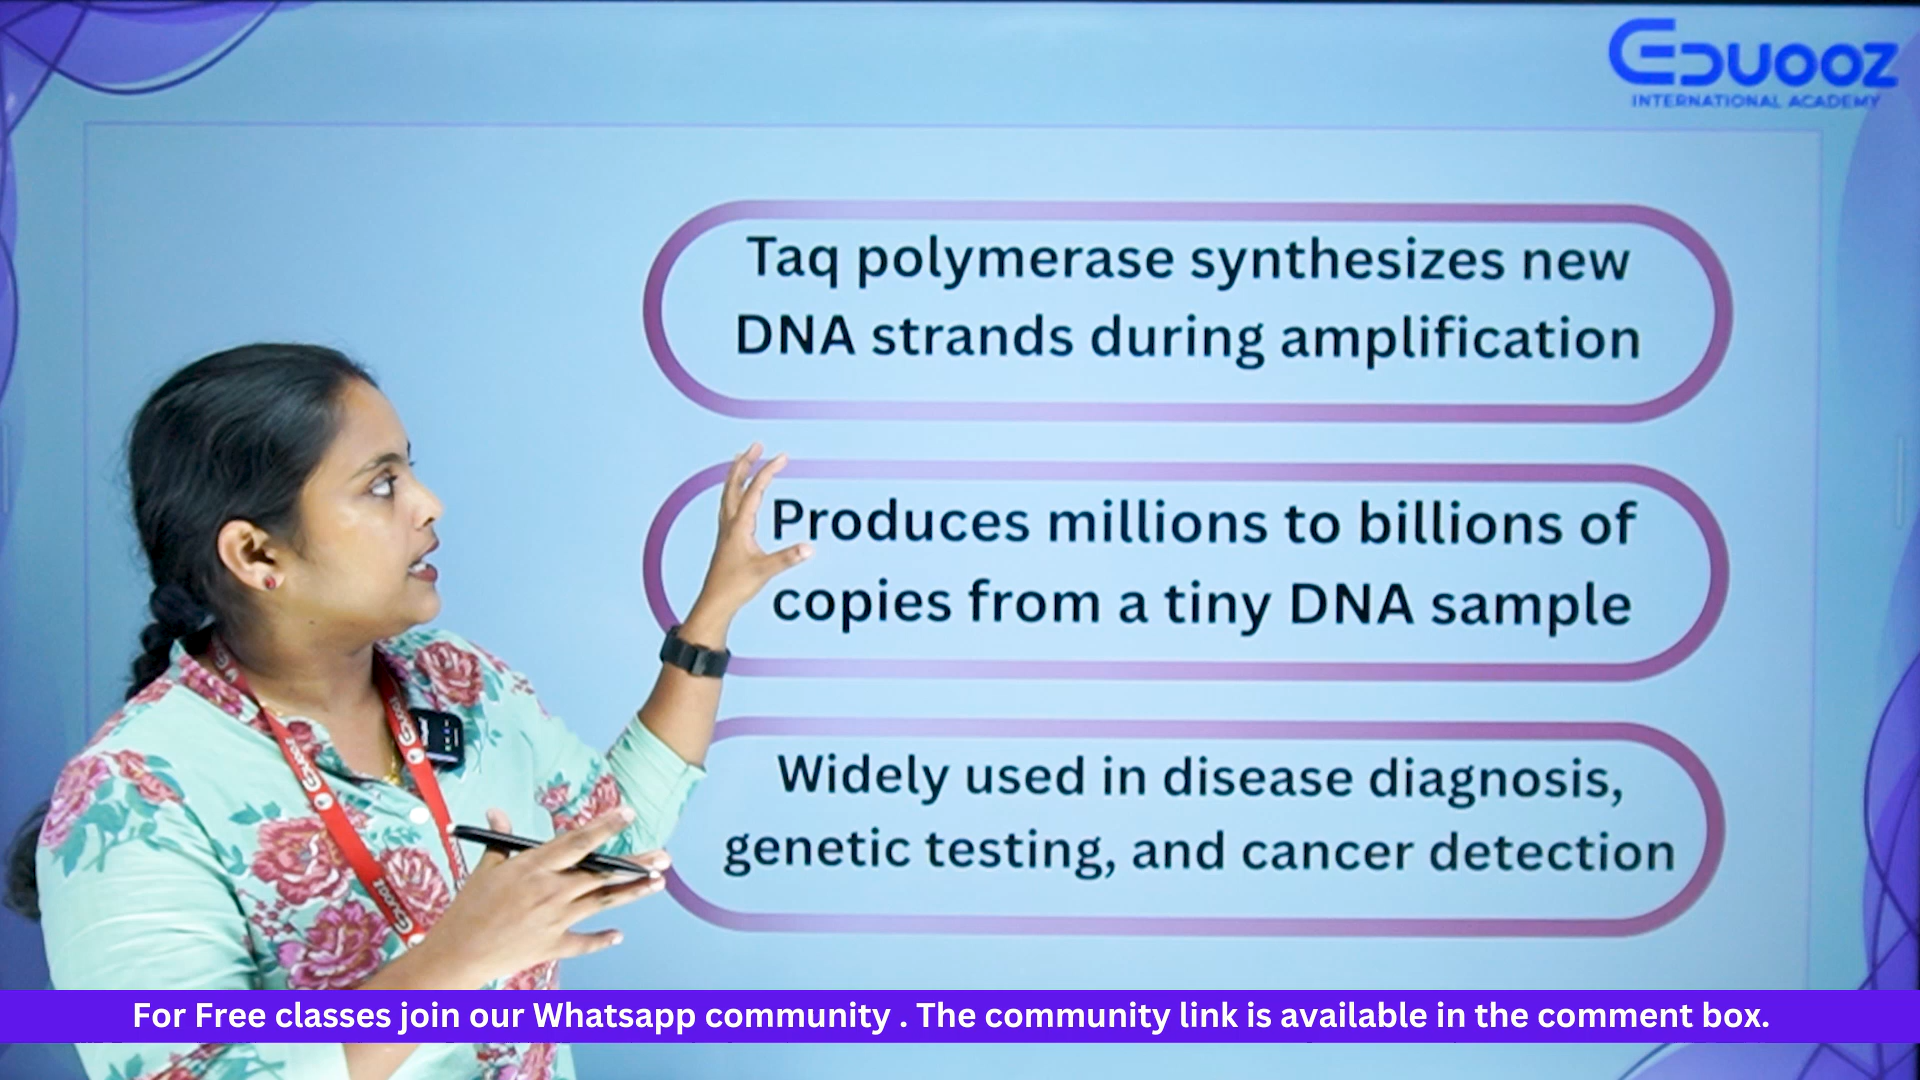 EDUOOZ
INTERNATIONAL ACADEMY
Taq polymerase synthesizes new
DNA strands during amplification
Produces millions to billions of
copies from a tiny DNA sample
Widely used in disease diagnosis,
genetic testing, and cancer detection
For Free classes join our Whatsapp community . The community link is available in the comment box.